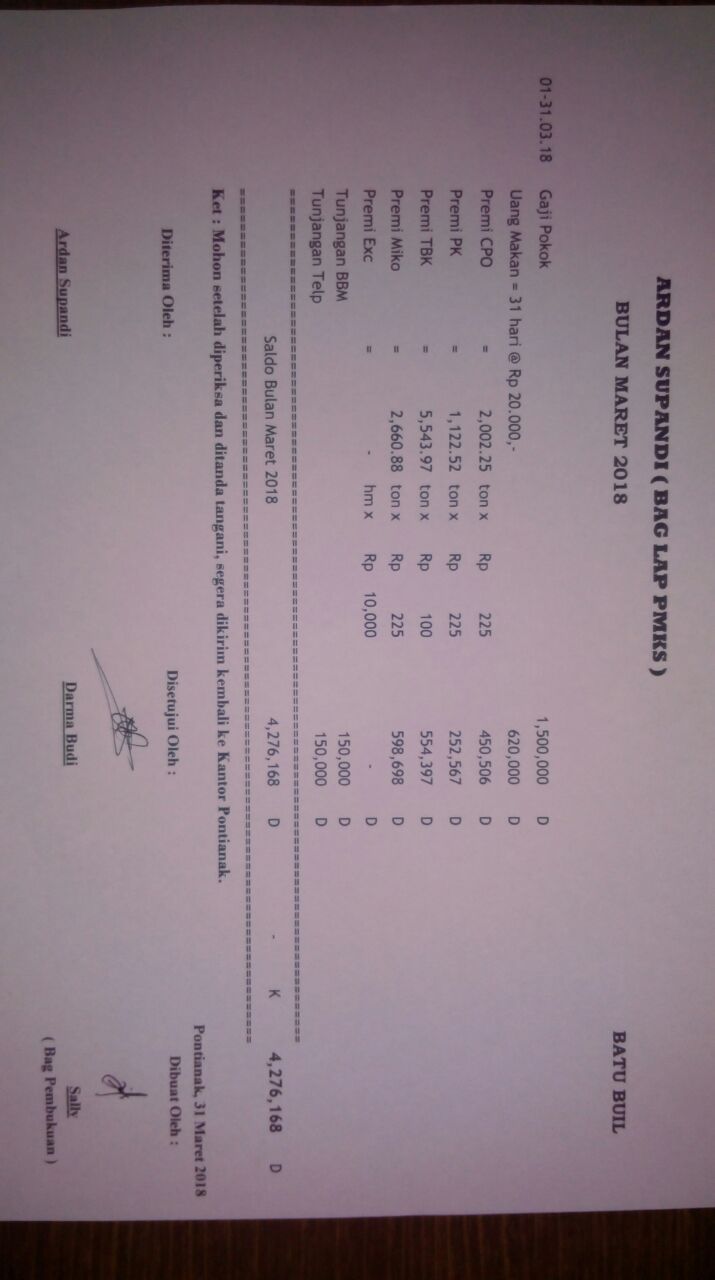 ARDAN SUPANDI ( BAG LAP PMKS )
BULAN MARET 2018 BATU BUIL
01-31.03.18 Gaji Pokok 1,500,000 D
Uang Makan = 31 hari @ Rp 20.000,- 620,000 D
Premi CPO = 2,002.25 ton x Rp 225 450,506 D
Premi PK = 1,122.52 ton x Rp 225 252,567 D
Premi TBK = 5,543.97 ton x Rp 100 554,397 D
Premi Miko = 2,660.88 ton x Rp 225 598,698 D
Premi Exc = - hm x Rp 10,000 - D
Tunjangan BBM 150,000 D
Tunjangan Telp 150,000 D
Saldo Bulan Maret 2018 4,276,168 D - K 4,276,168 D
Ket : Mohon setelah diperiksa dan ditanda tangani, segera dikirim kembali ke Kantor Pontianak.
Pontianak, 31 Maret 2018
Diterima Oleh : Disetujui Oleh : Dibuat Oleh :
Ardan Supandi Darma Budi Sally
( Bag Pembukuan )